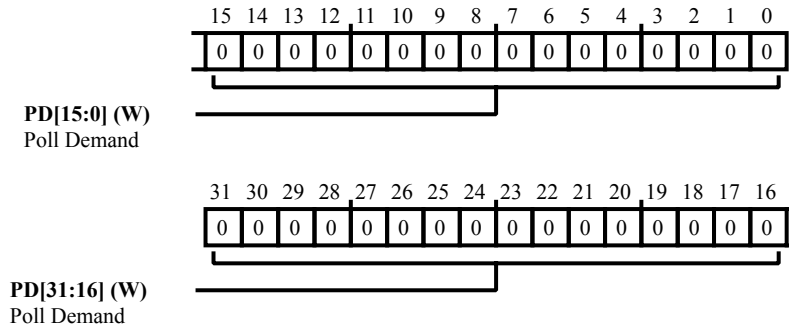 15 14 13 12 11 10 9 8 7 6 5 4 3 2 1 0
0 0 0 0 0 0 0 0 0 0 0 0 0 0 0 0
PD[15:0] (W)
Poll Demand
31 30 29 28 27 26 25 24 23 22 21 20 19 18 17 16
0 0 0 0 0 0 0 0 0 0 0 0 0 0 0 0
PD[31:16] (W)
Poll Demand